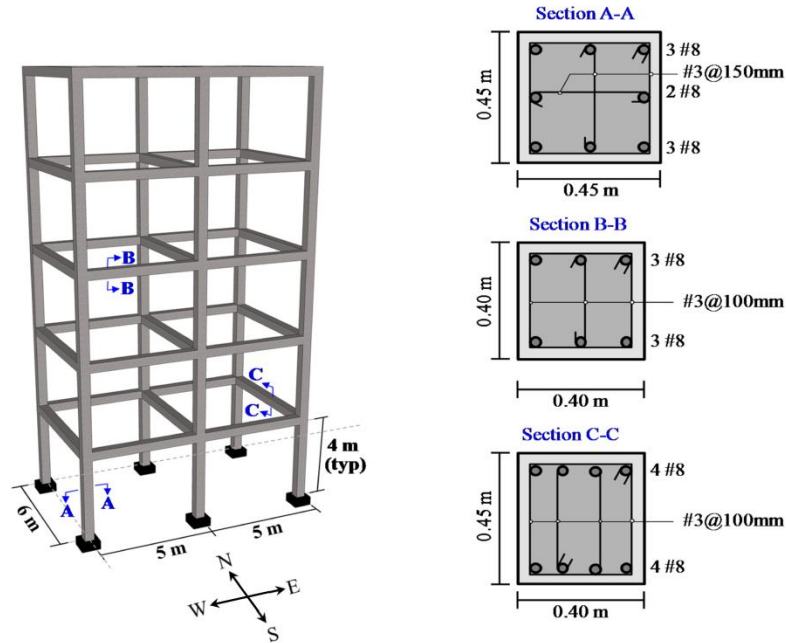 B
B
C
C
A
A
4 m
(typ)
6 m
5 m
5 m
N
W
E
S
Section A-A
0.45 m
3 #8
#3@150mm
2 #8
3 #8
0.45 m
Section B-B
0.40 m
3 #8
#3@100mm
3 #8
0.40 m
Section C-C
0.45 m
4 #8
#3@100mm
4 #8
0.40 m